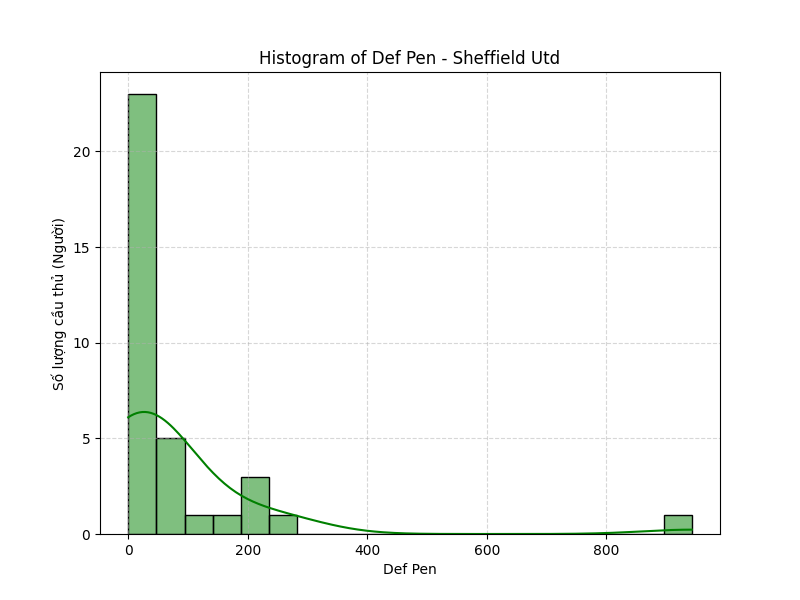 Histogram of Def Pen - Sheffield Utd
Số lượng cầu thủ (Người)
20
15
10
5
0
0 200 400 600 800
Def Pen